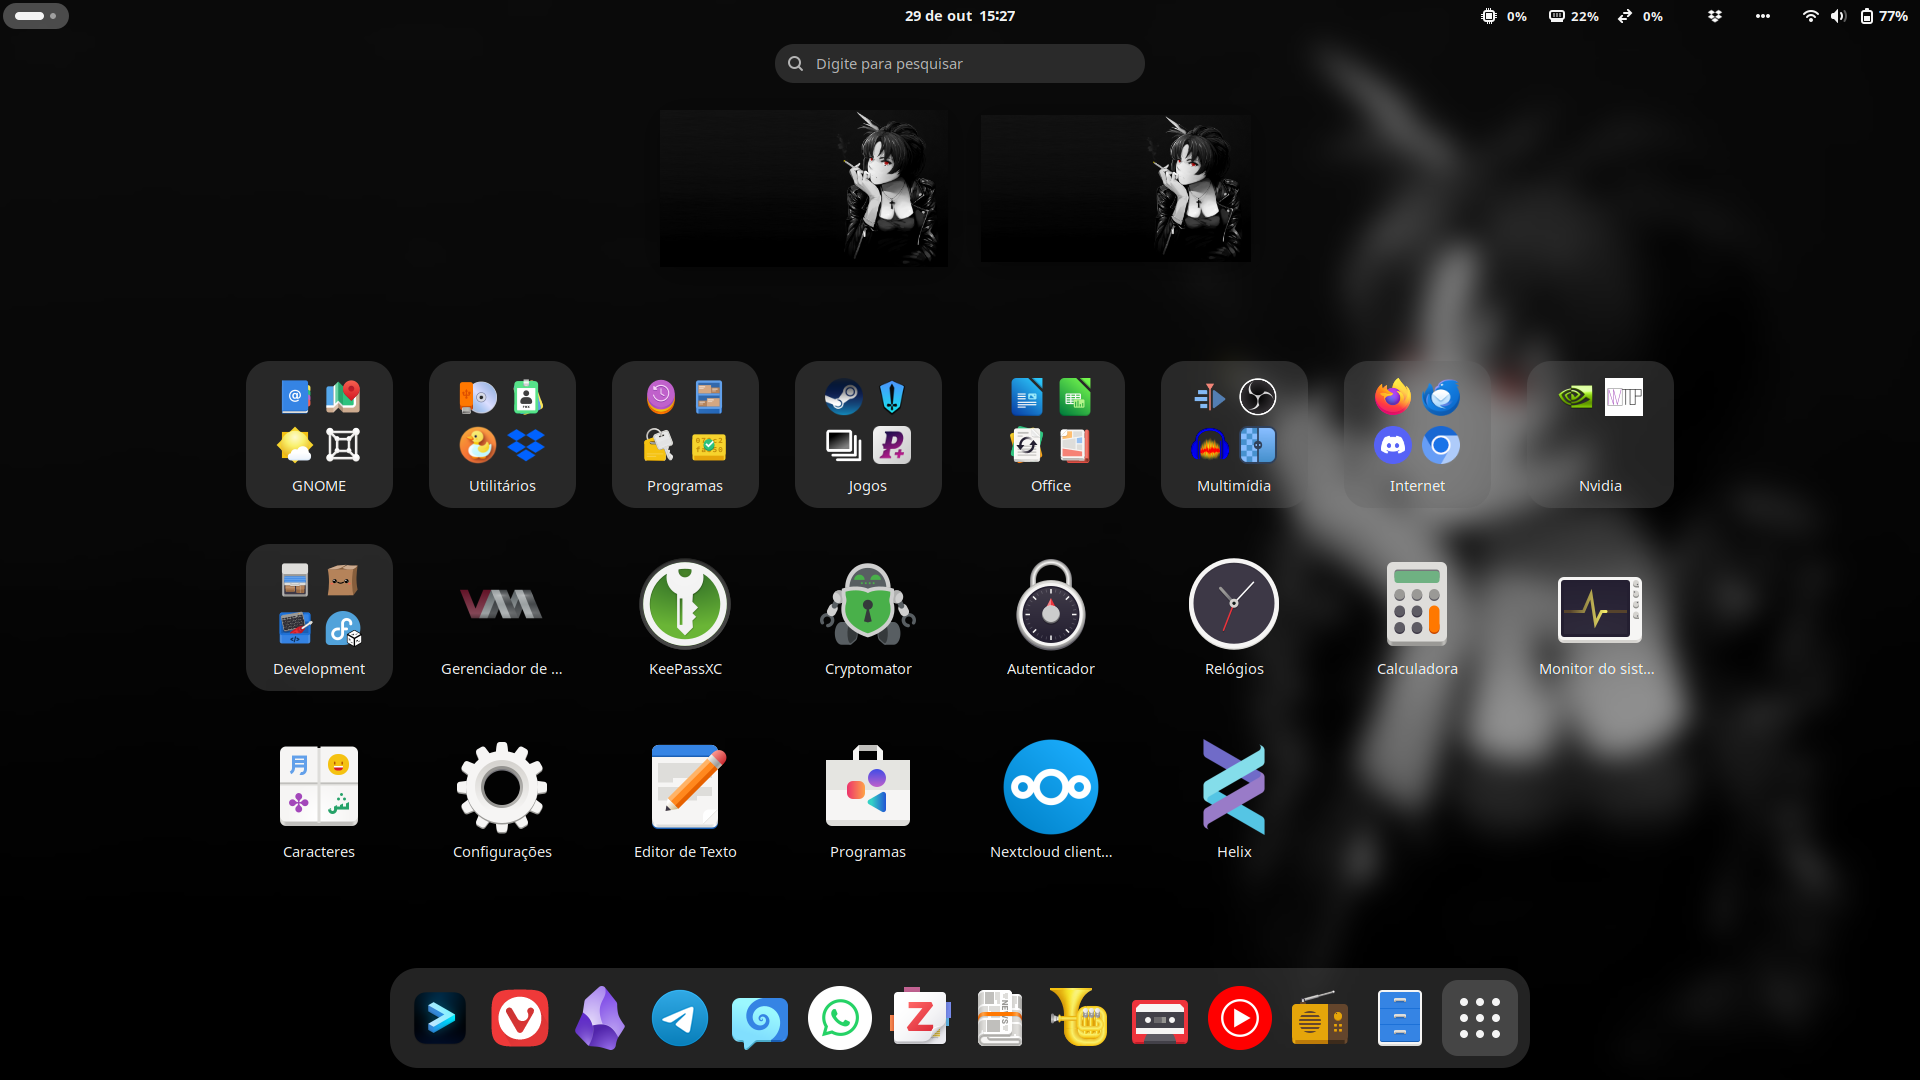 29 de out 15:27
0%
22%
0%
77%
Digite para pesquisar
GNOME
Utilitários
Programas
Jogos
Office
Multimídia
Internet
Nvidia
Development
Gerenciador de ...
KeePassXC
Cryptomator
Autenticador
Relógios
Calculadora
Monitor do sist...
Caracteres
Configurações
Editor de Texto
Programas
Nextcloud client...
Helix